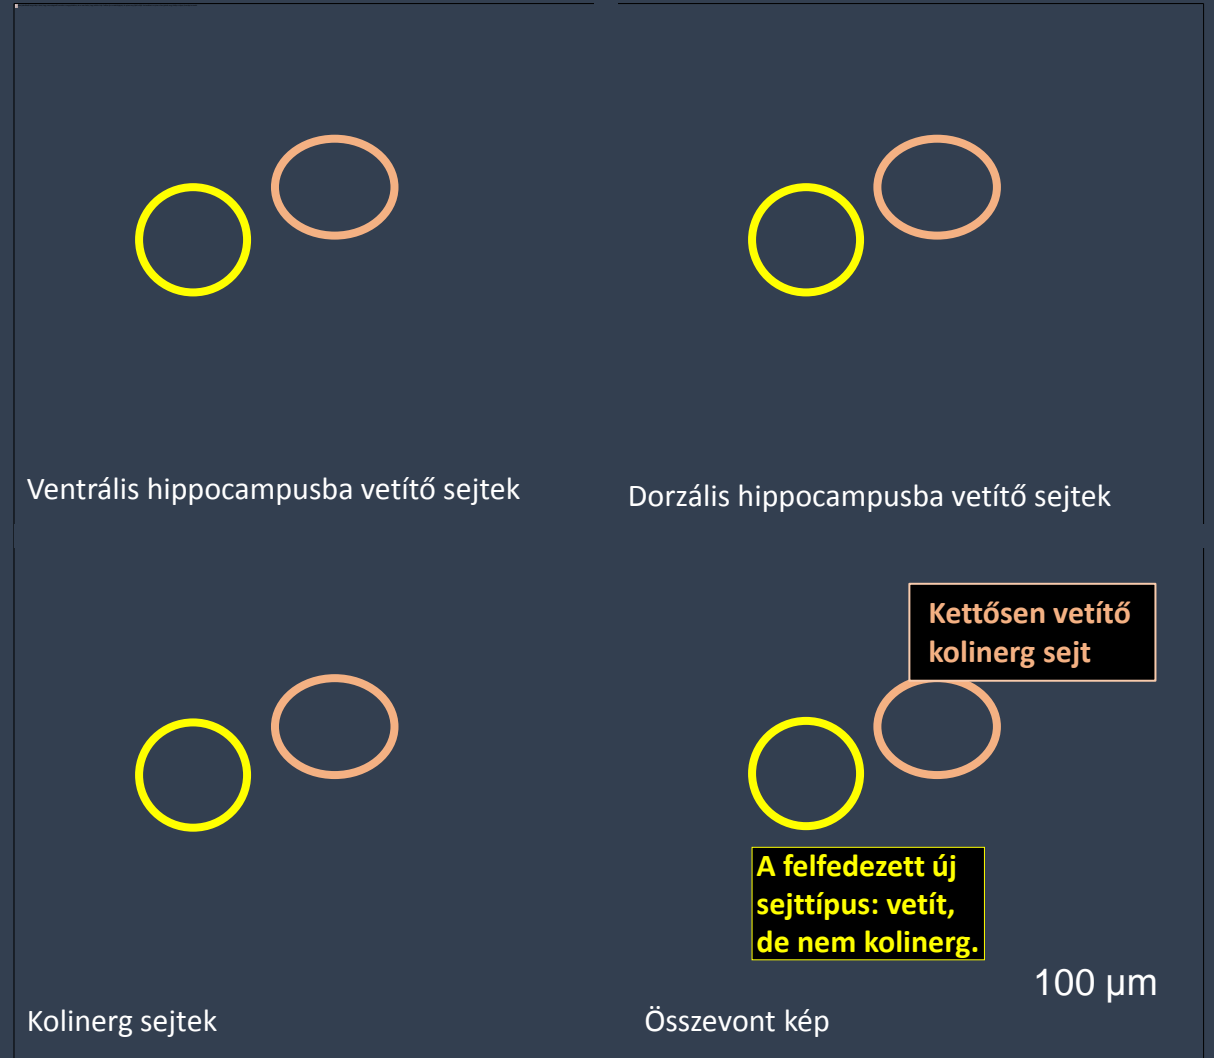 Ventrális hippocampusba vetítő sejtek
Dorzális hippocampusba vetítő sejtek
Kettősen vetítő
kolinerg sejt
A felfedezett új
sejttípus: vetít,
de nem kolinerg.
100 µm
Kolinerg sejtek
Összevont kép